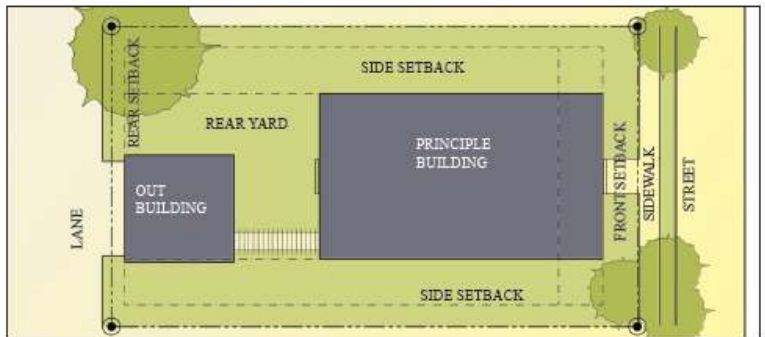 SIDE SETBACK
REAR SETBACK
REAR YARD
PRINCIPLE
BUILDING
OUT
BUILDING
LANE
FRONT SETBACK
SIDEWALK
STREET
SIDE SETBACK